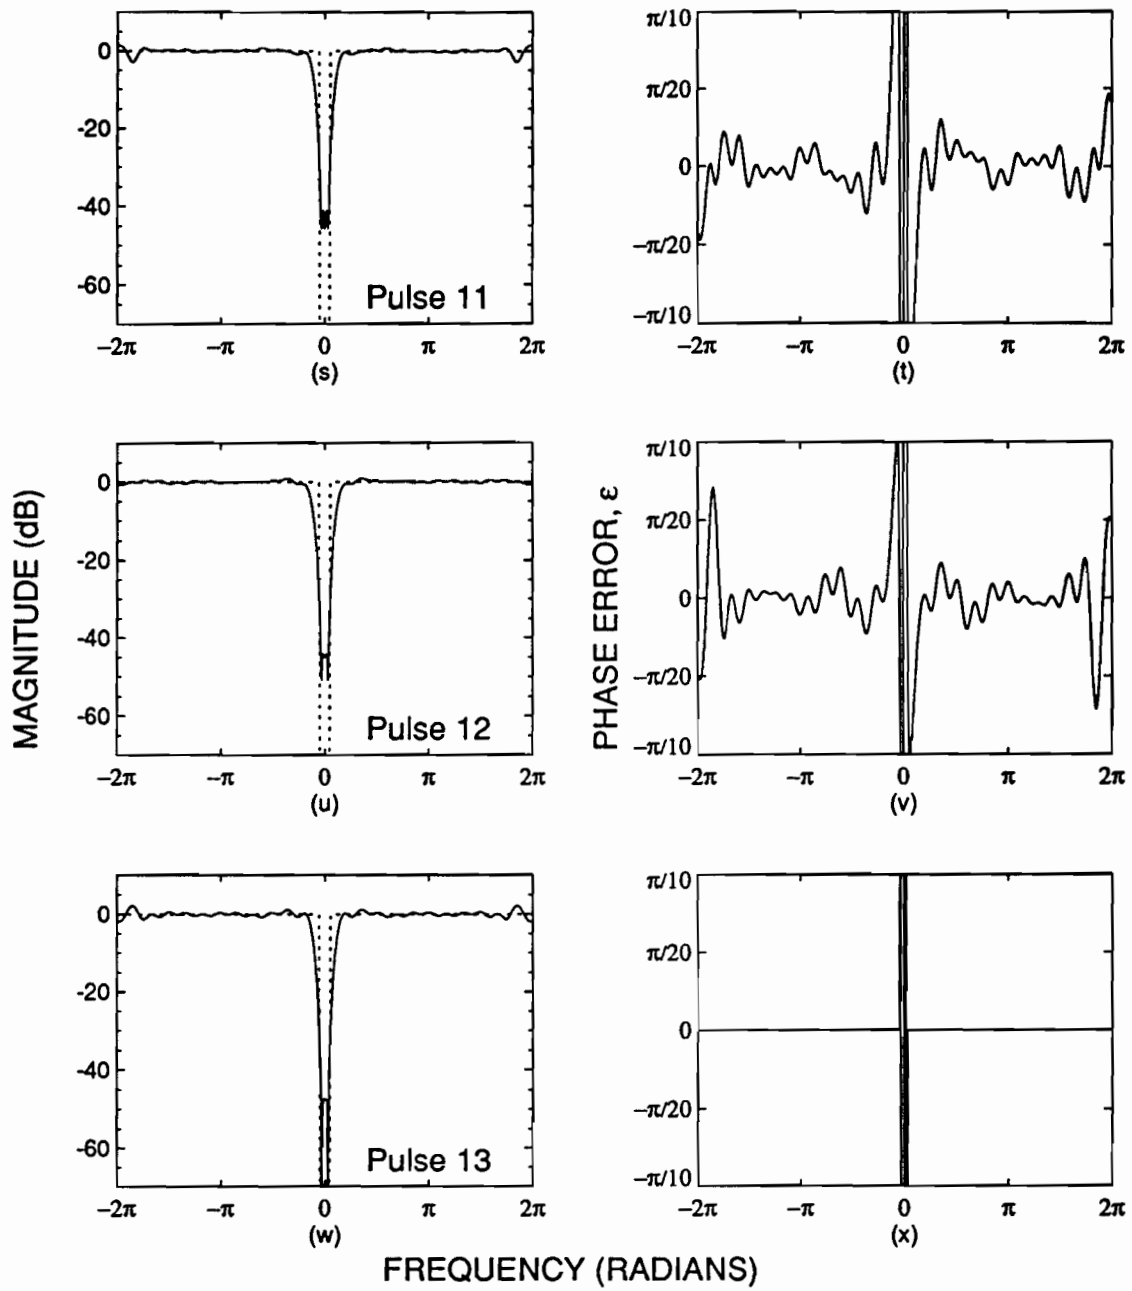 0
-20
-40
-60
Pulse 11
−2π −π 0 π 2π
(s)
π/10
π/20
0
−π/20
−π/10
−2π −π 0 π 2π
(t)
MAGNITUDE (dB)
0
-20
-40
-60
Pulse 12
−2π −π 0 π 2π
(u)
PHASE ERROR, ε
π/10
π/20
0
−π/20
−π/10
−2π −π 0 π 2π
(v)
0
-20
-40
-60
Pulse 13
−2π −π 0 π 2π
(w)
π/10
π/20
0
−π/20
−π/10
−2π −π 0 π 2π
(x)
FREQUENCY (RADIANS)